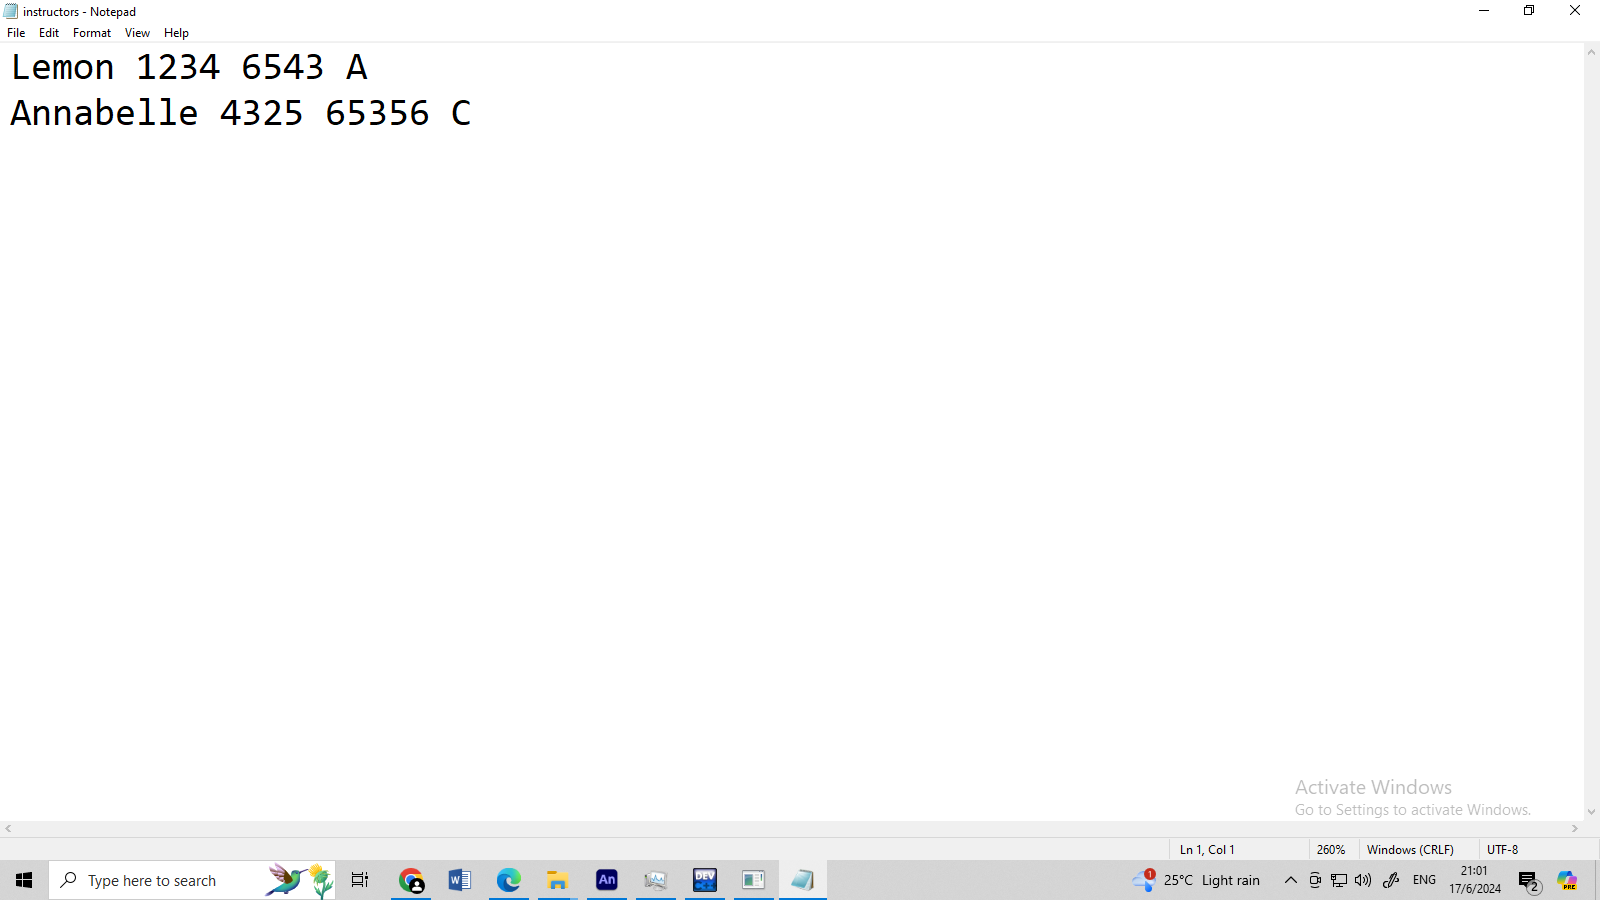 instructors - Notepad
File Edit Format View Help
Lemon 1234 6543 A
Annabelle 4325 65356 C
Activate Windows
Go to Settings to activate Windows.
Ln 1, Col 1 260% Windows (CRLF) UTF-8
Type here to search W An DEV 1 25°C Light rain ENG 21:01 2 PRE
17/6/2024